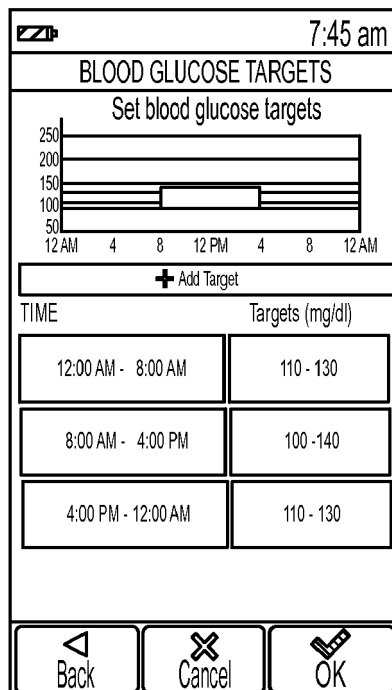 7:45 am
BLOOD GLUCOSE TARGETS
Set blood glucose targets
250
200
150
100
50
12 AM 4 8 12 PM 4 8 12 AM
Add Target
TIME Targets (mg/dl)
12:00 AM - 8:00 AM 110 - 130
8:00 AM - 4:00 PM 100 -140
4:00 PM - 12:00 AM 110 - 130
Back Cancel OK